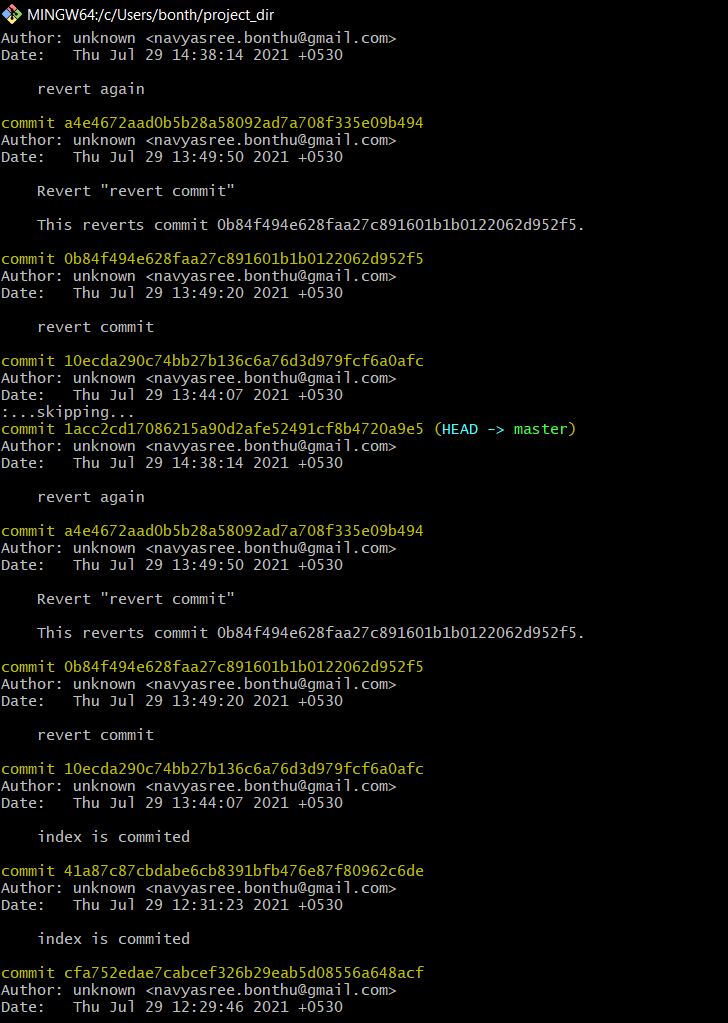 MINGW64:/c/Users/bonth/project_dir
Author: unknown <navyasree.bonthu@gmail.com>
Date:   Thu Jul 29 14:38:14 2021 +0530
revert again
commit a4e4672aad0b5b28a58092ad7a708f335e09b494
Author: unknown <navyasree.bonthu@gmail.com>
Date:   Thu Jul 29 13:49:50 2021 +0530
Revert "revert commit"
This reverts commit 0b84f494e628faa27c891601b1b0122062d952f5.
commit 0b84f494e628faa27c891601b1b0122062d952f5
Author: unknown <navyasree.bonthu@gmail.com>
Date:   Thu Jul 29 13:49:20 2021 +0530
revert commit
commit 10ecda290c74bb27b136c6a76d3d979fcf6a0afc
Author: unknown <navyasree.bonthu@gmail.com>
Date:   Thu Jul 29 13:44:07 2021 +0530
:...skipping...
commit 1acc2cd17086215a90d2afe52491cf8b4720a9e5 (HEAD -> master)
Author: unknown <navyasree.bonthu@gmail.com>
Date:   Thu Jul 29 14:38:14 2021 +0530
revert again
commit a4e4672aad0b5b28a58092ad7a708f335e09b494
Author: unknown <navyasree.bonthu@gmail.com>
Date:   Thu Jul 29 13:49:50 2021 +0530
Revert "revert commit"
This reverts commit 0b84f494e628faa27c891601b1b0122062d952f5.
commit 0b84f494e628faa27c891601b1b0122062d952f5
Author: unknown <navyasree.bonthu@gmail.com>
Date:   Thu Jul 29 13:49:20 2021 +0530
revert commit
commit 10ecda290c74bb27b136c6a76d3d979fcf6a0afc
Author: unknown <navyasree.bonthu@gmail.com>
Date:   Thu Jul 29 13:44:07 2021 +0530
index is commited
commit 41a87c87cbdabe6cb8391bfb476e87f80962c6de
Author: unknown <navyasree.bonthu@gmail.com>
Date:   Thu Jul 29 12:31:23 2021 +0530
index is commited
commit cfa752edae7cabcef326b29eab5d08556a648acf
Author: unknown <navyasree.bonthu@gmail.com>
Date:   Thu Jul 29 12:29:46 2021 +0530